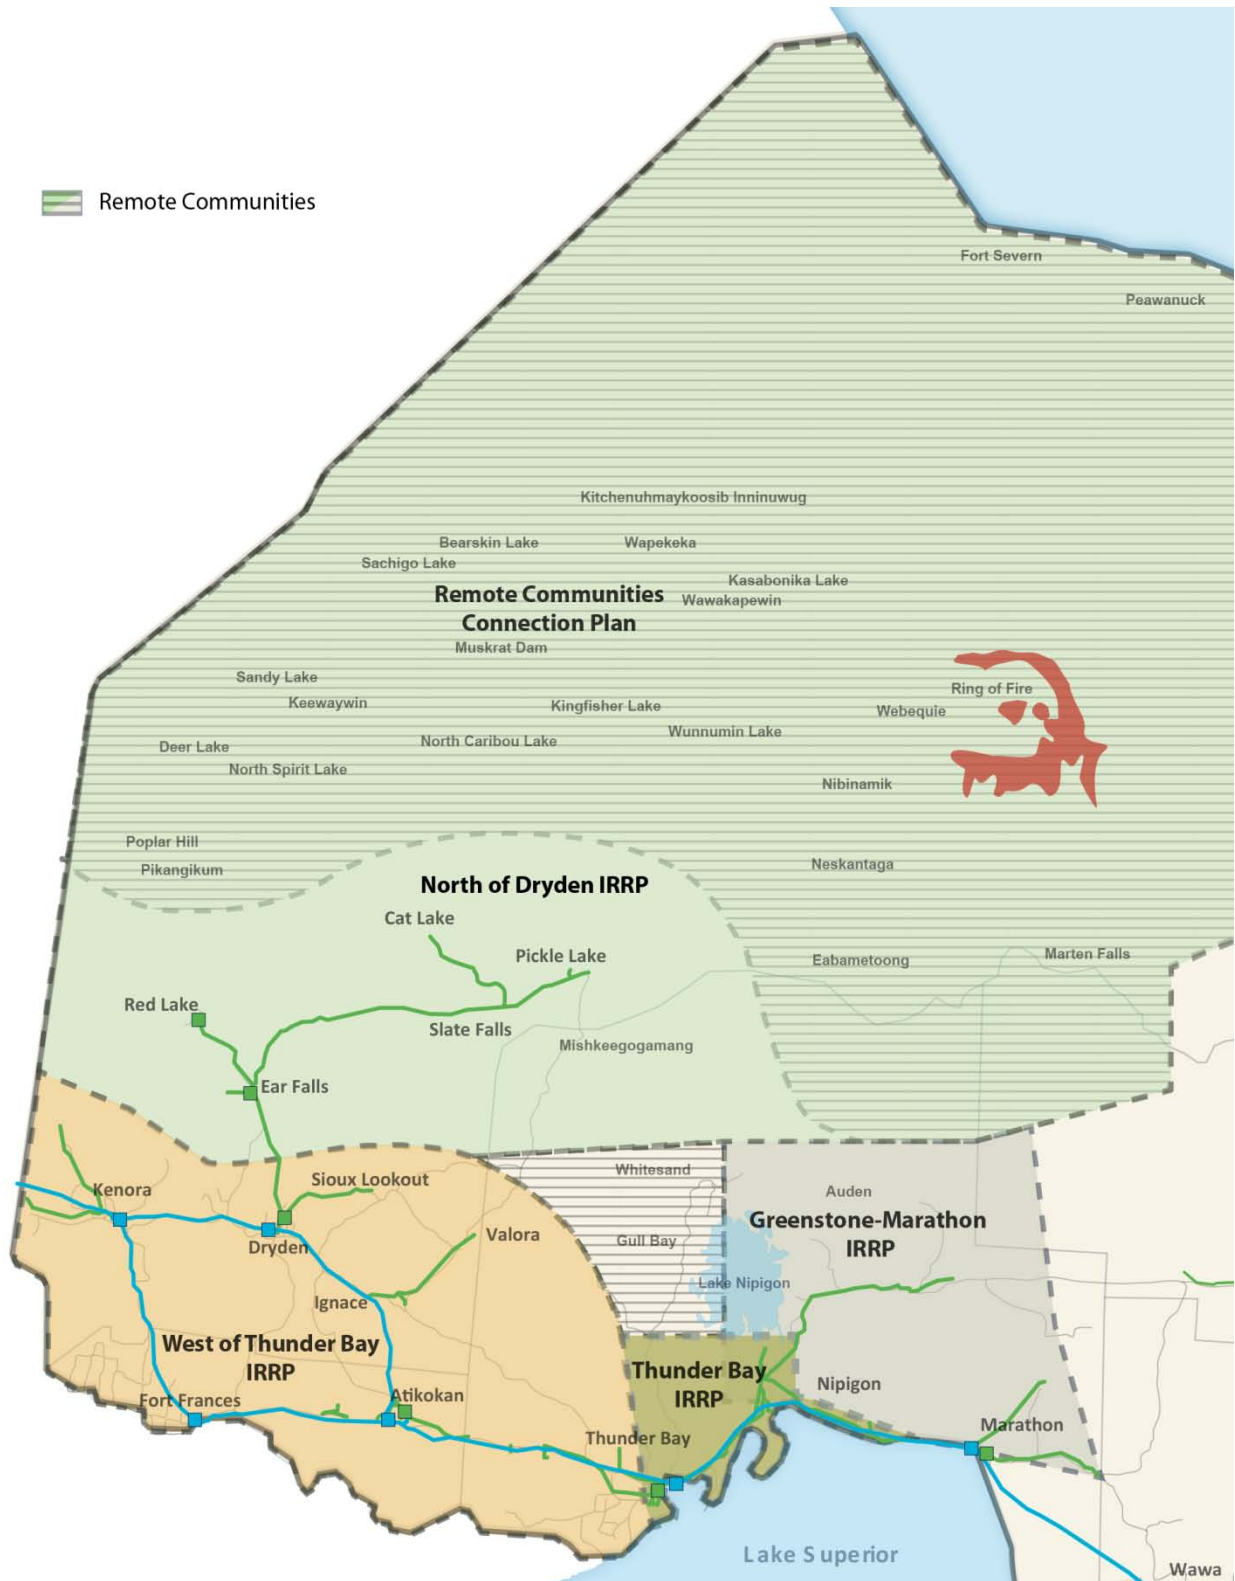 Remote Communities
Fort Severn
Peawanuck
Kitchenuhmaykoosib Inninuwug
Bearskin Lake
Wapekeka
Sachigo Lake
Kasabonika Lake
Remote Communities
Connection Plan
Wawakapewin
Muskrat Dam
Sandy Lake
Ring of Fire
Keewaywin
Kingfisher Lake
Webequie
Wunnumin Lake
Deer Lake
North Caribou Lake
North Spirit Lake
Nibinamik
Poplar Hill
Pikangikum
Neskantaga
North of Dryden IRRP
Cat Lake
Pickle Lake
Eabametoong
Marten Falls
Red Lake
Slate Falls
Mishkeegogamang
Ear Falls
Whitesand
Sioux Lookout
Kenora
Auden
Greenstone-Marathon
IRRP
Valora
Gull Bay
Dryden
Lake Nipigon
Ignace
West of Thunder Bay
IRRP
Thunder Bay
IRRP
Nipigon
Fort Frances
Atikokan
Marathon
Thunder Bay
Lake Superior
Wawa